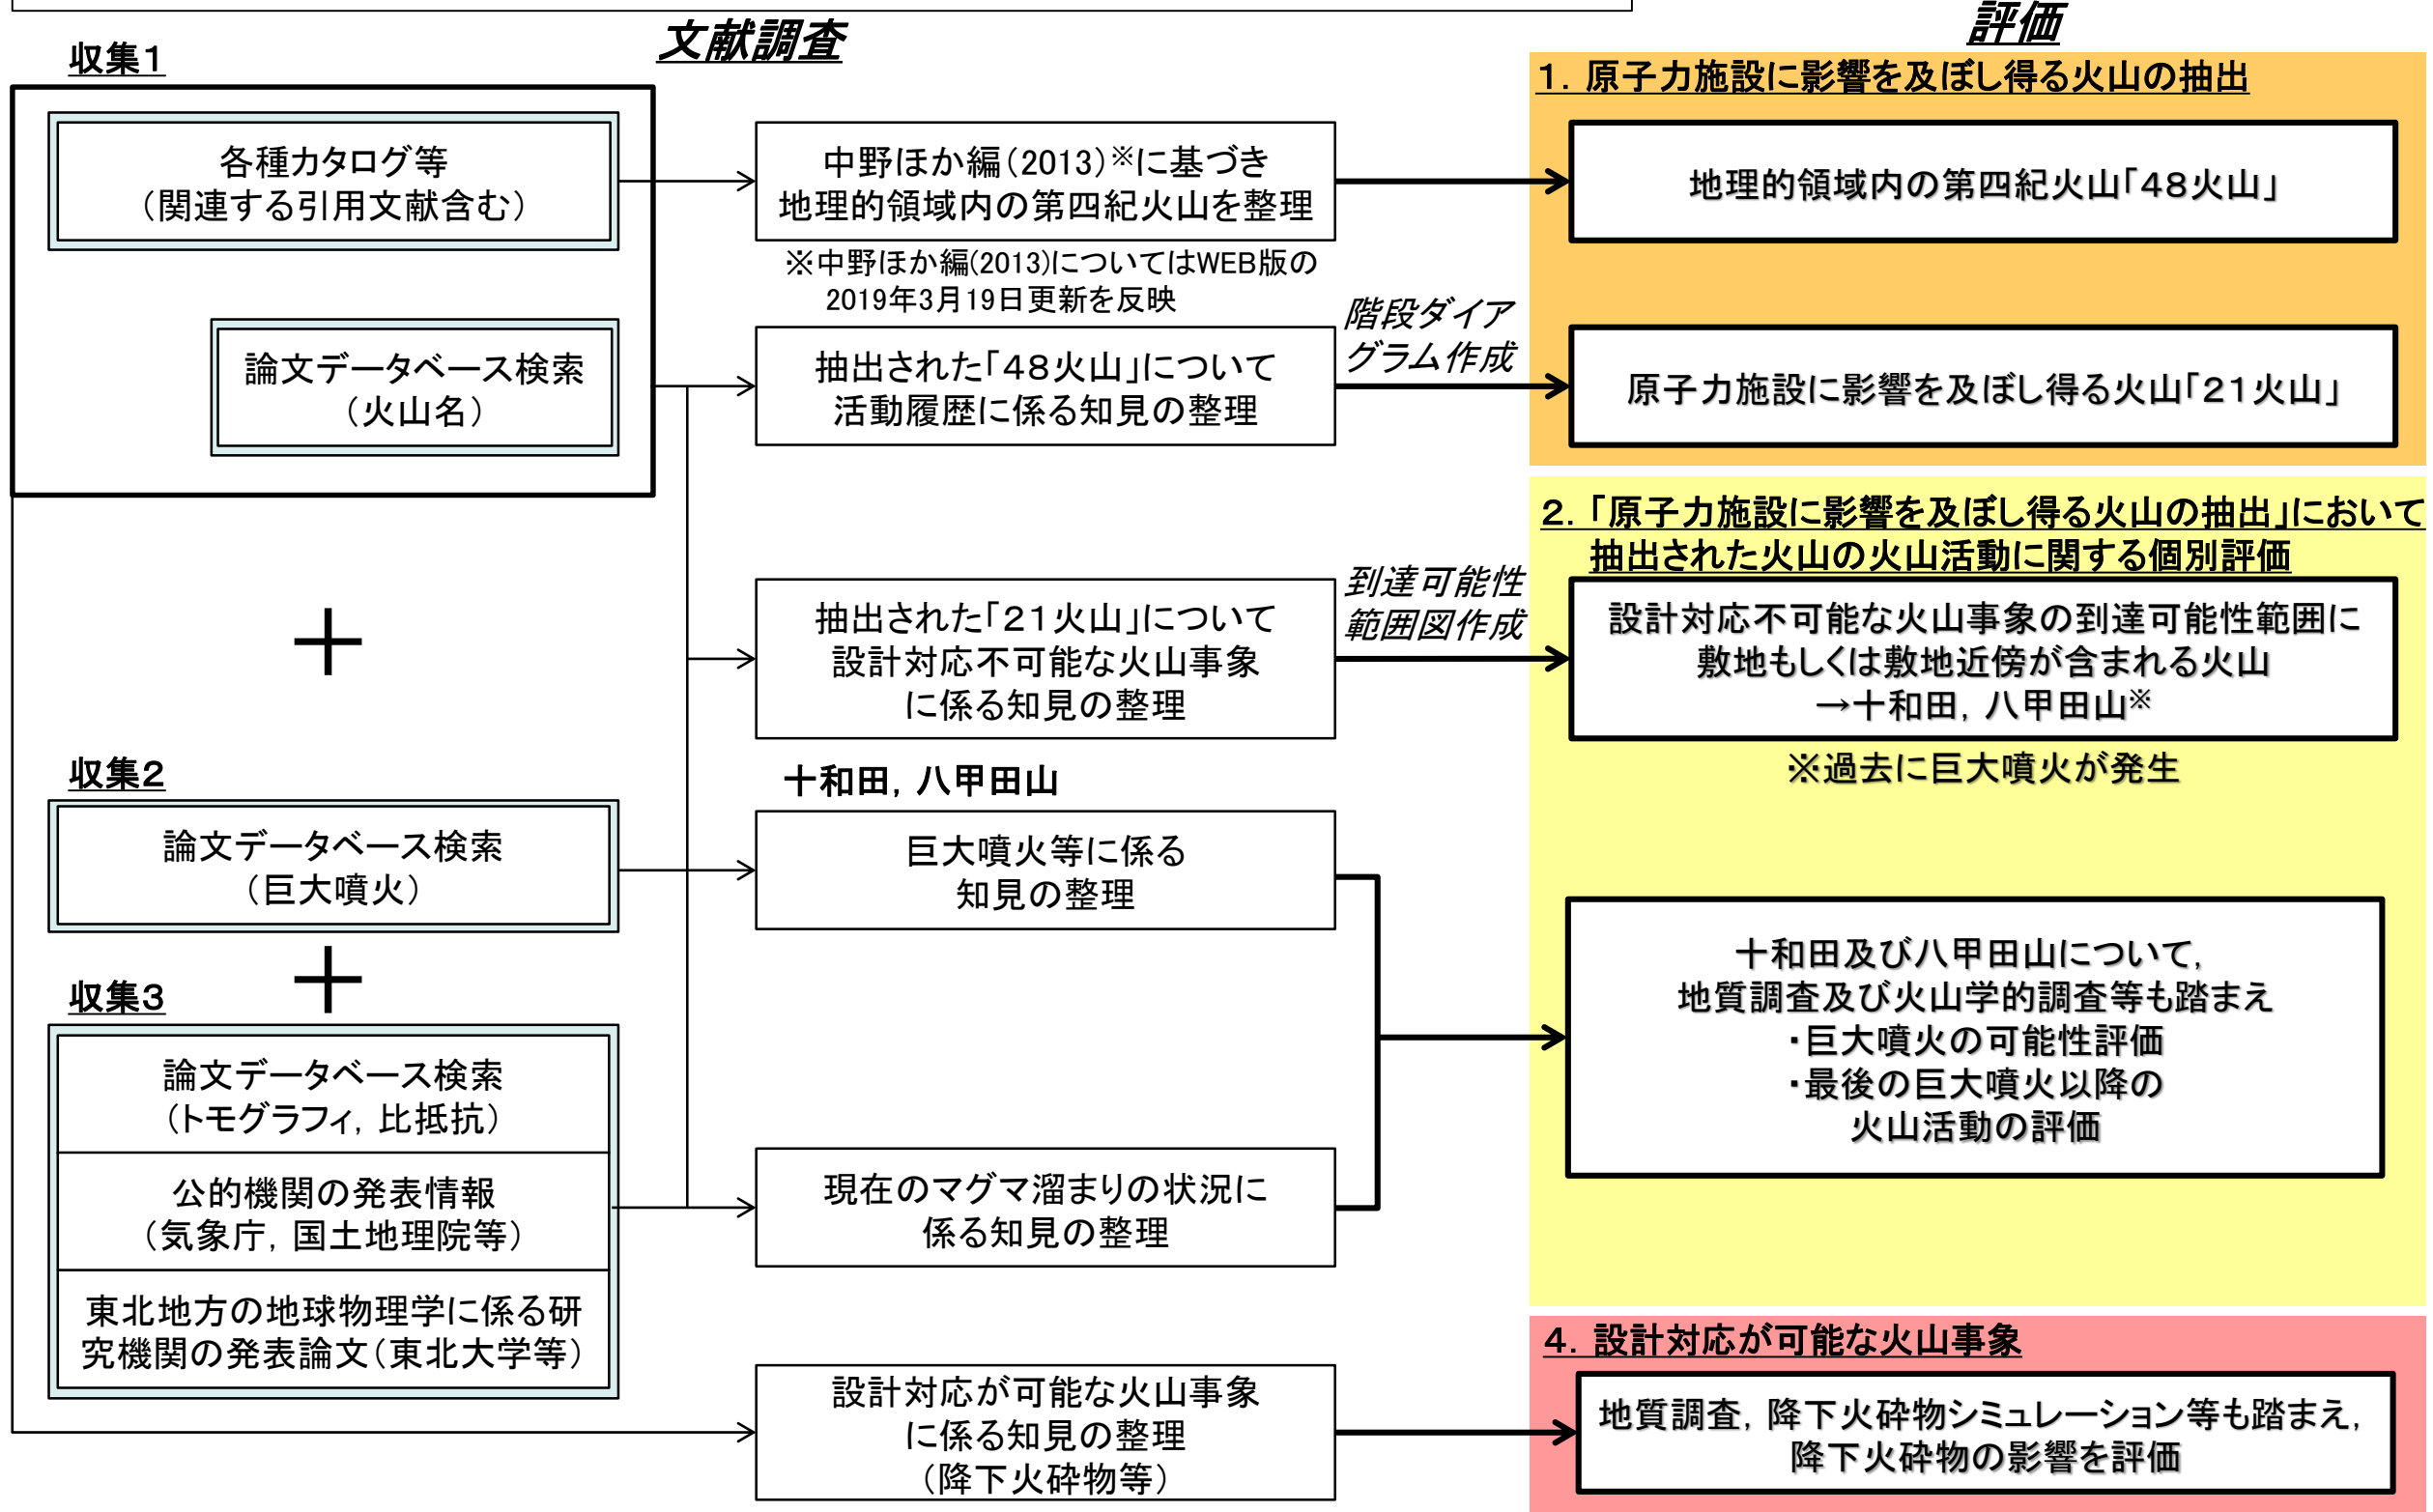 文献調査
評価
収集1
各種カタログ等
(関連する引用文献含む)
論文データベース検索
(火山名)
中野ほか編(2013)※に基づき
地理的領域内の第四紀火山を整理
※中野ほか編(2013)についてはWEB版の
2019年3月19日更新を反映
抽出された「48火山」について
活動履歴に係る知見の整理
階段ダイア
グラム作成
1. 原子力施設に影響を及ぼし得る火山の抽出
地理的領域内の第四紀火山「48火山」
原子力施設に影響を及ぼし得る火山「21火山」
抽出された「21火山」について
設計対応不可能な火山事象
に係る知見の整理
到達可能性
範囲図作成
2. 「原子力施設に影響を及ぼし得る火山の抽出」において
抽出された火山の火山活動に関する個別評価
設計対応不可能な火山事象の到達可能性範囲に
敷地もしくは敷地近傍が含まれる火山
→十和田, 八甲田山※
※過去に巨大噴火が発生
+
収集2
論文データベース検索
(巨大噴火)
十和田, 八甲田山
巨大噴火等に係る
知見の整理
+
収集3
論文データベース検索
(トモグラフィ, 比抵抗)
公的機関の発表情報
(気象庁, 国土地理院等)
東北地方の地球物理学に係る研
究機関の発表論文(東北大学等)
現在のマグマ溜まりの状況に
係る知見の整理
十和田及び八甲田山について,
地質調査及び火山学的調査等も踏まえ
・巨大噴火の可能性評価
・最後の巨大噴火以降の
火山活動の評価
設計対応が可能な火山事象
に係る知見の整理
(降下火砕物等)
4. 設計対応が可能な火山事象
地質調査, 降下火砕物シミュレーション等も踏まえ,
降下火砕物の影響を評価